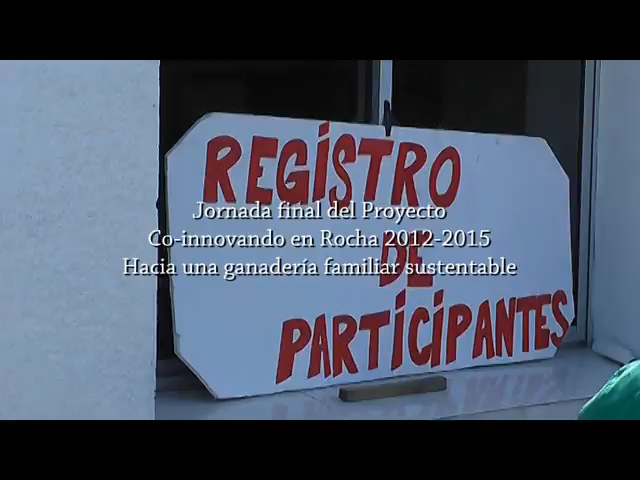 REGISTRO
DE
PARTICIPANTES
Jornada final del Proyecto
Co-innovando en Rocha 2012-2015
Hacia una ganadería familiar sustentable